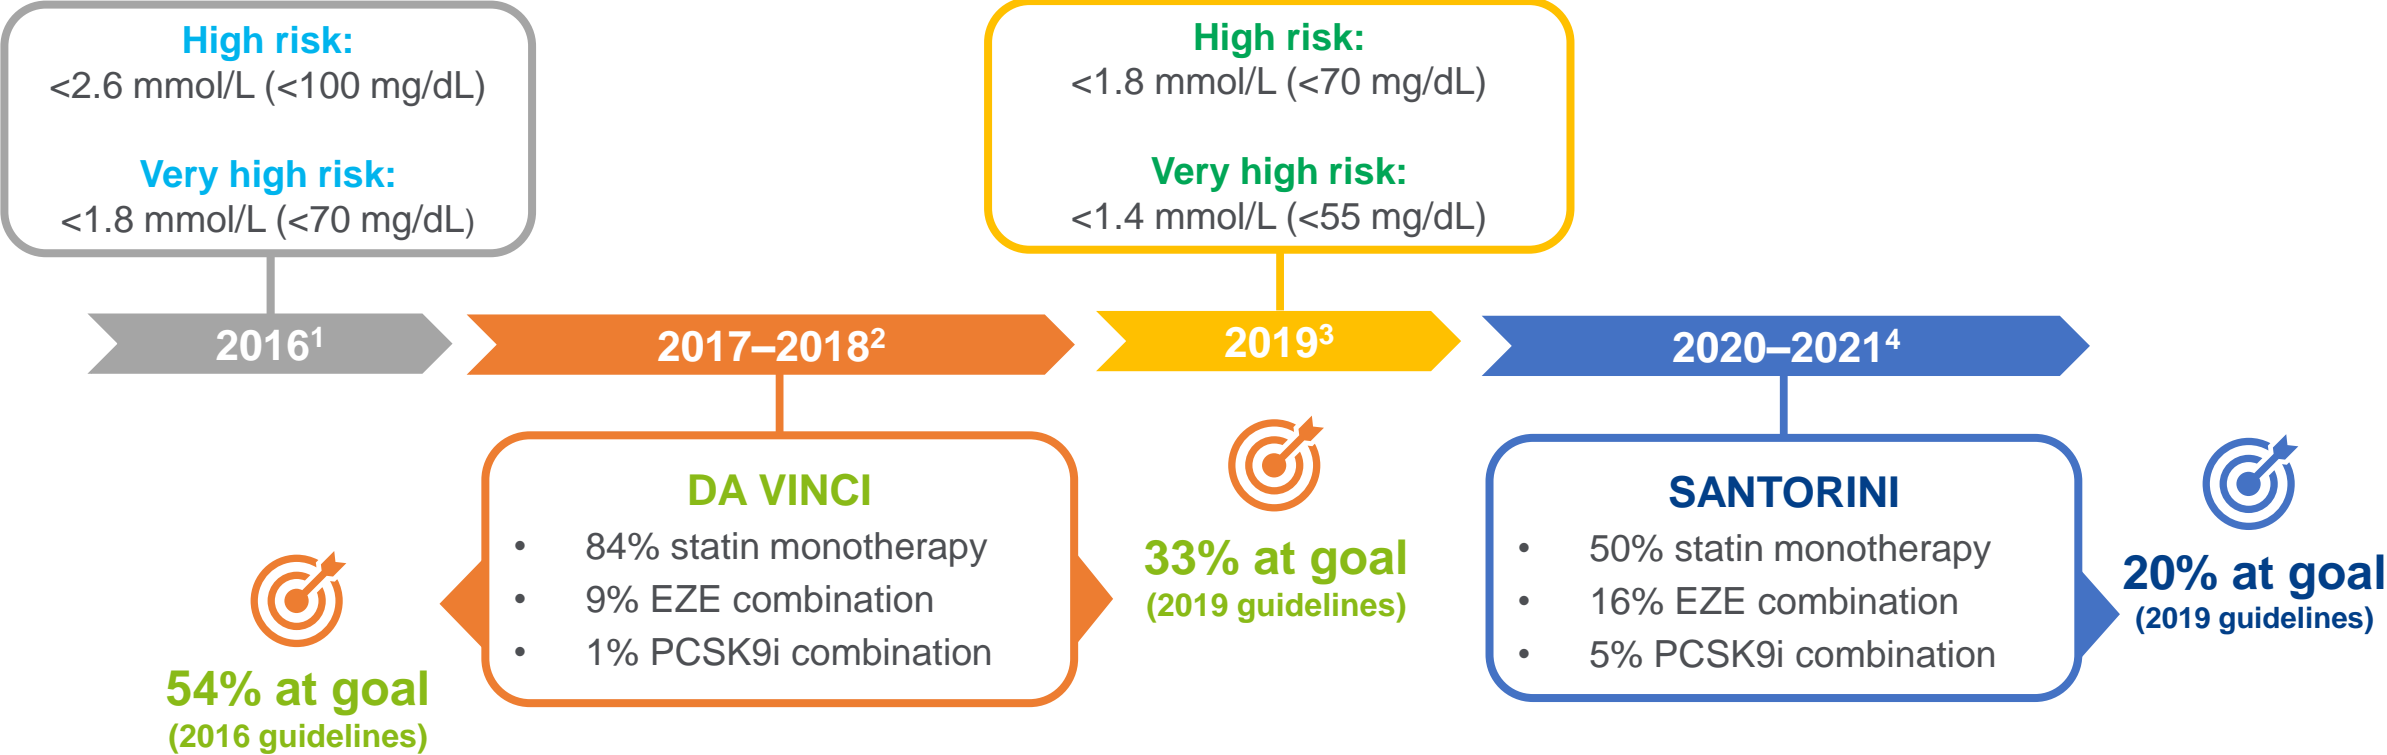 High risk:
<2.6 mmol/L (<100 mg/dL)
Very high risk:
<1.8 mmol/L (<70 mg/dL)
High risk:
<1.8 mmol/L (<70 mg/dL)
Very high risk:
<1.4 mmol/L (<55 mg/dL)
2016¹
2017–2018²
2019³
2020–2021⁴
54% at goal
(2016 guidelines)
DA VINCI
• 84% statin monotherapy
• 9% EZE combination
• 1% PCSK9i combination
33% at goal
(2019 guidelines)
SANTORINI
• 50% statin monotherapy
• 16% EZE combination
• 5% PCSK9i combination
20% at goal
(2019 guidelines)